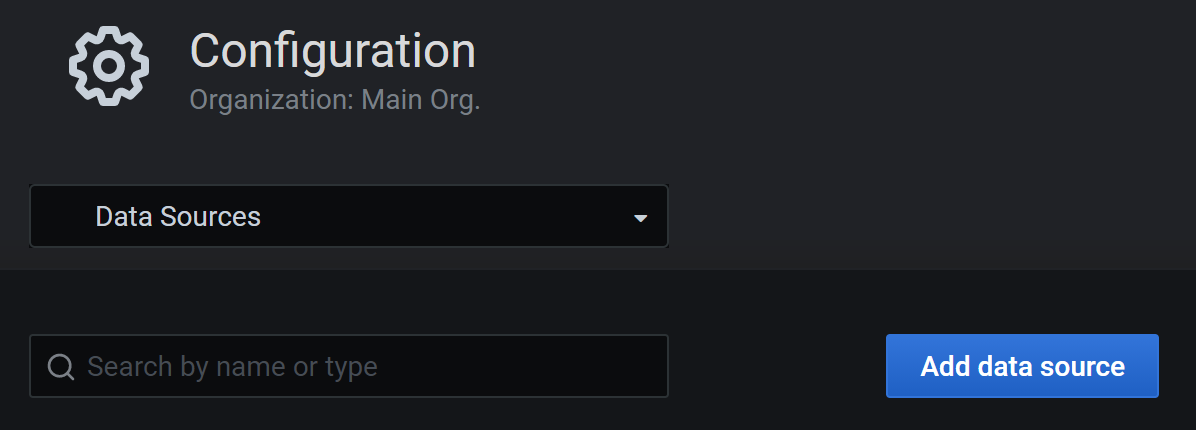 Configuration
Organization: Main Org.
Data Sources
Search by name or type
Add data source